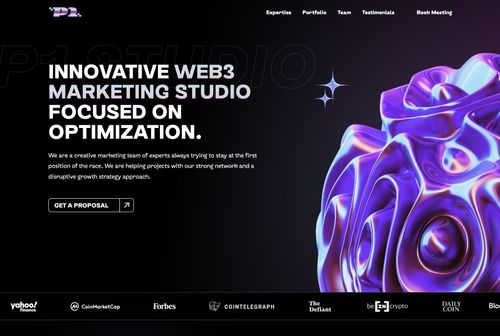 P1
Expertise Portfolio Team Testimonials Book Meeting
P1 STUDIO
INNOVATIVE WEB3
MARKETING STUDIO
FOCUSED ON
OPTIMIZATION.
We are a creative marketing team of experts always trying to stay at the first
position of the race. We are helping projects with our strong network and a
disruptive growth strategy approach.
GET A PROPOSAL
yahoo!
finance
CoinMarketCap
Forbes
COINTELEGRAPH
The
Defiant
be[IN]crypto
DAILY
COIN
Bloo